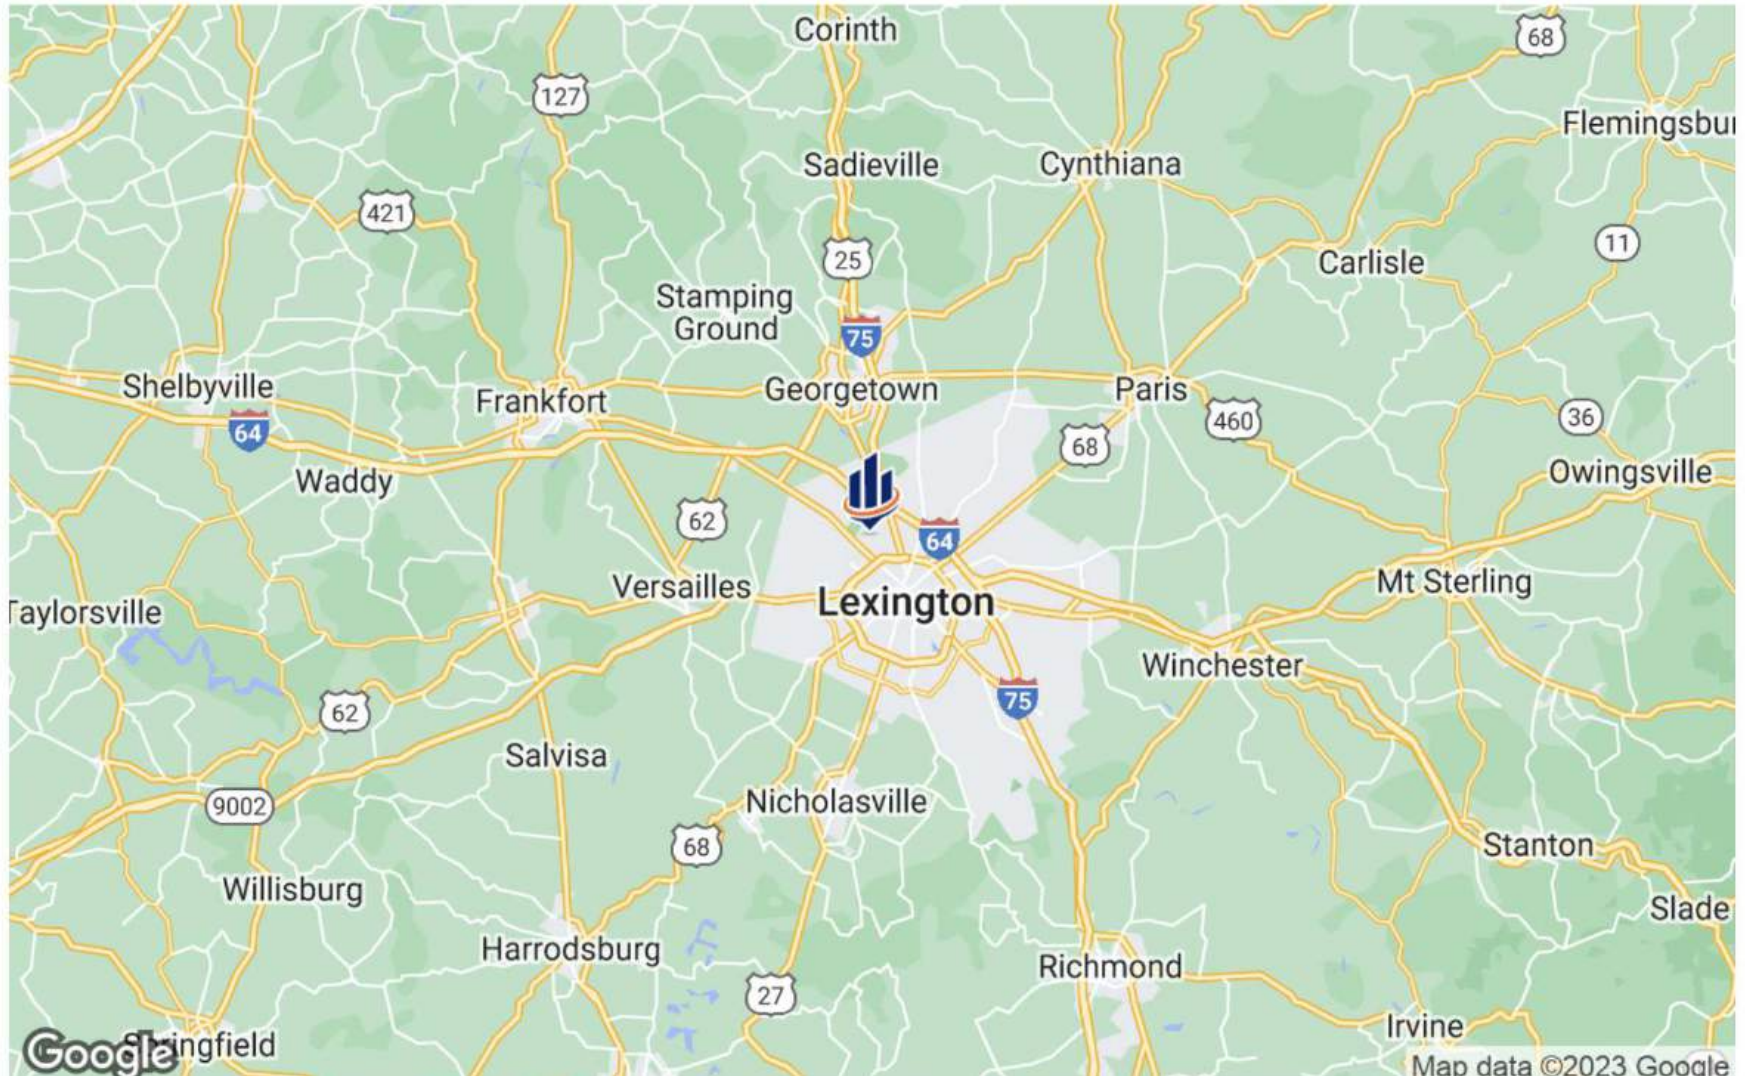 Corinth
68
127
Flemingsbur
Sadieville
Cynthiana
421
11
25
Carlisle
Stamping
Ground
75
Shelbyville
Frankfort
Georgetown
Paris
460
36
64
68
Waddy
Owingsville
62
64
Versailles
Lexington
Mt Sterling
Taylorsville
Winchester
75
62
Salvisa
9002
Nicholasville
68
Stanton
Willisburg
Slade
Harrodsburg
Richmond
27
Irvine
Springfield
Google
Map data ©2023 Google